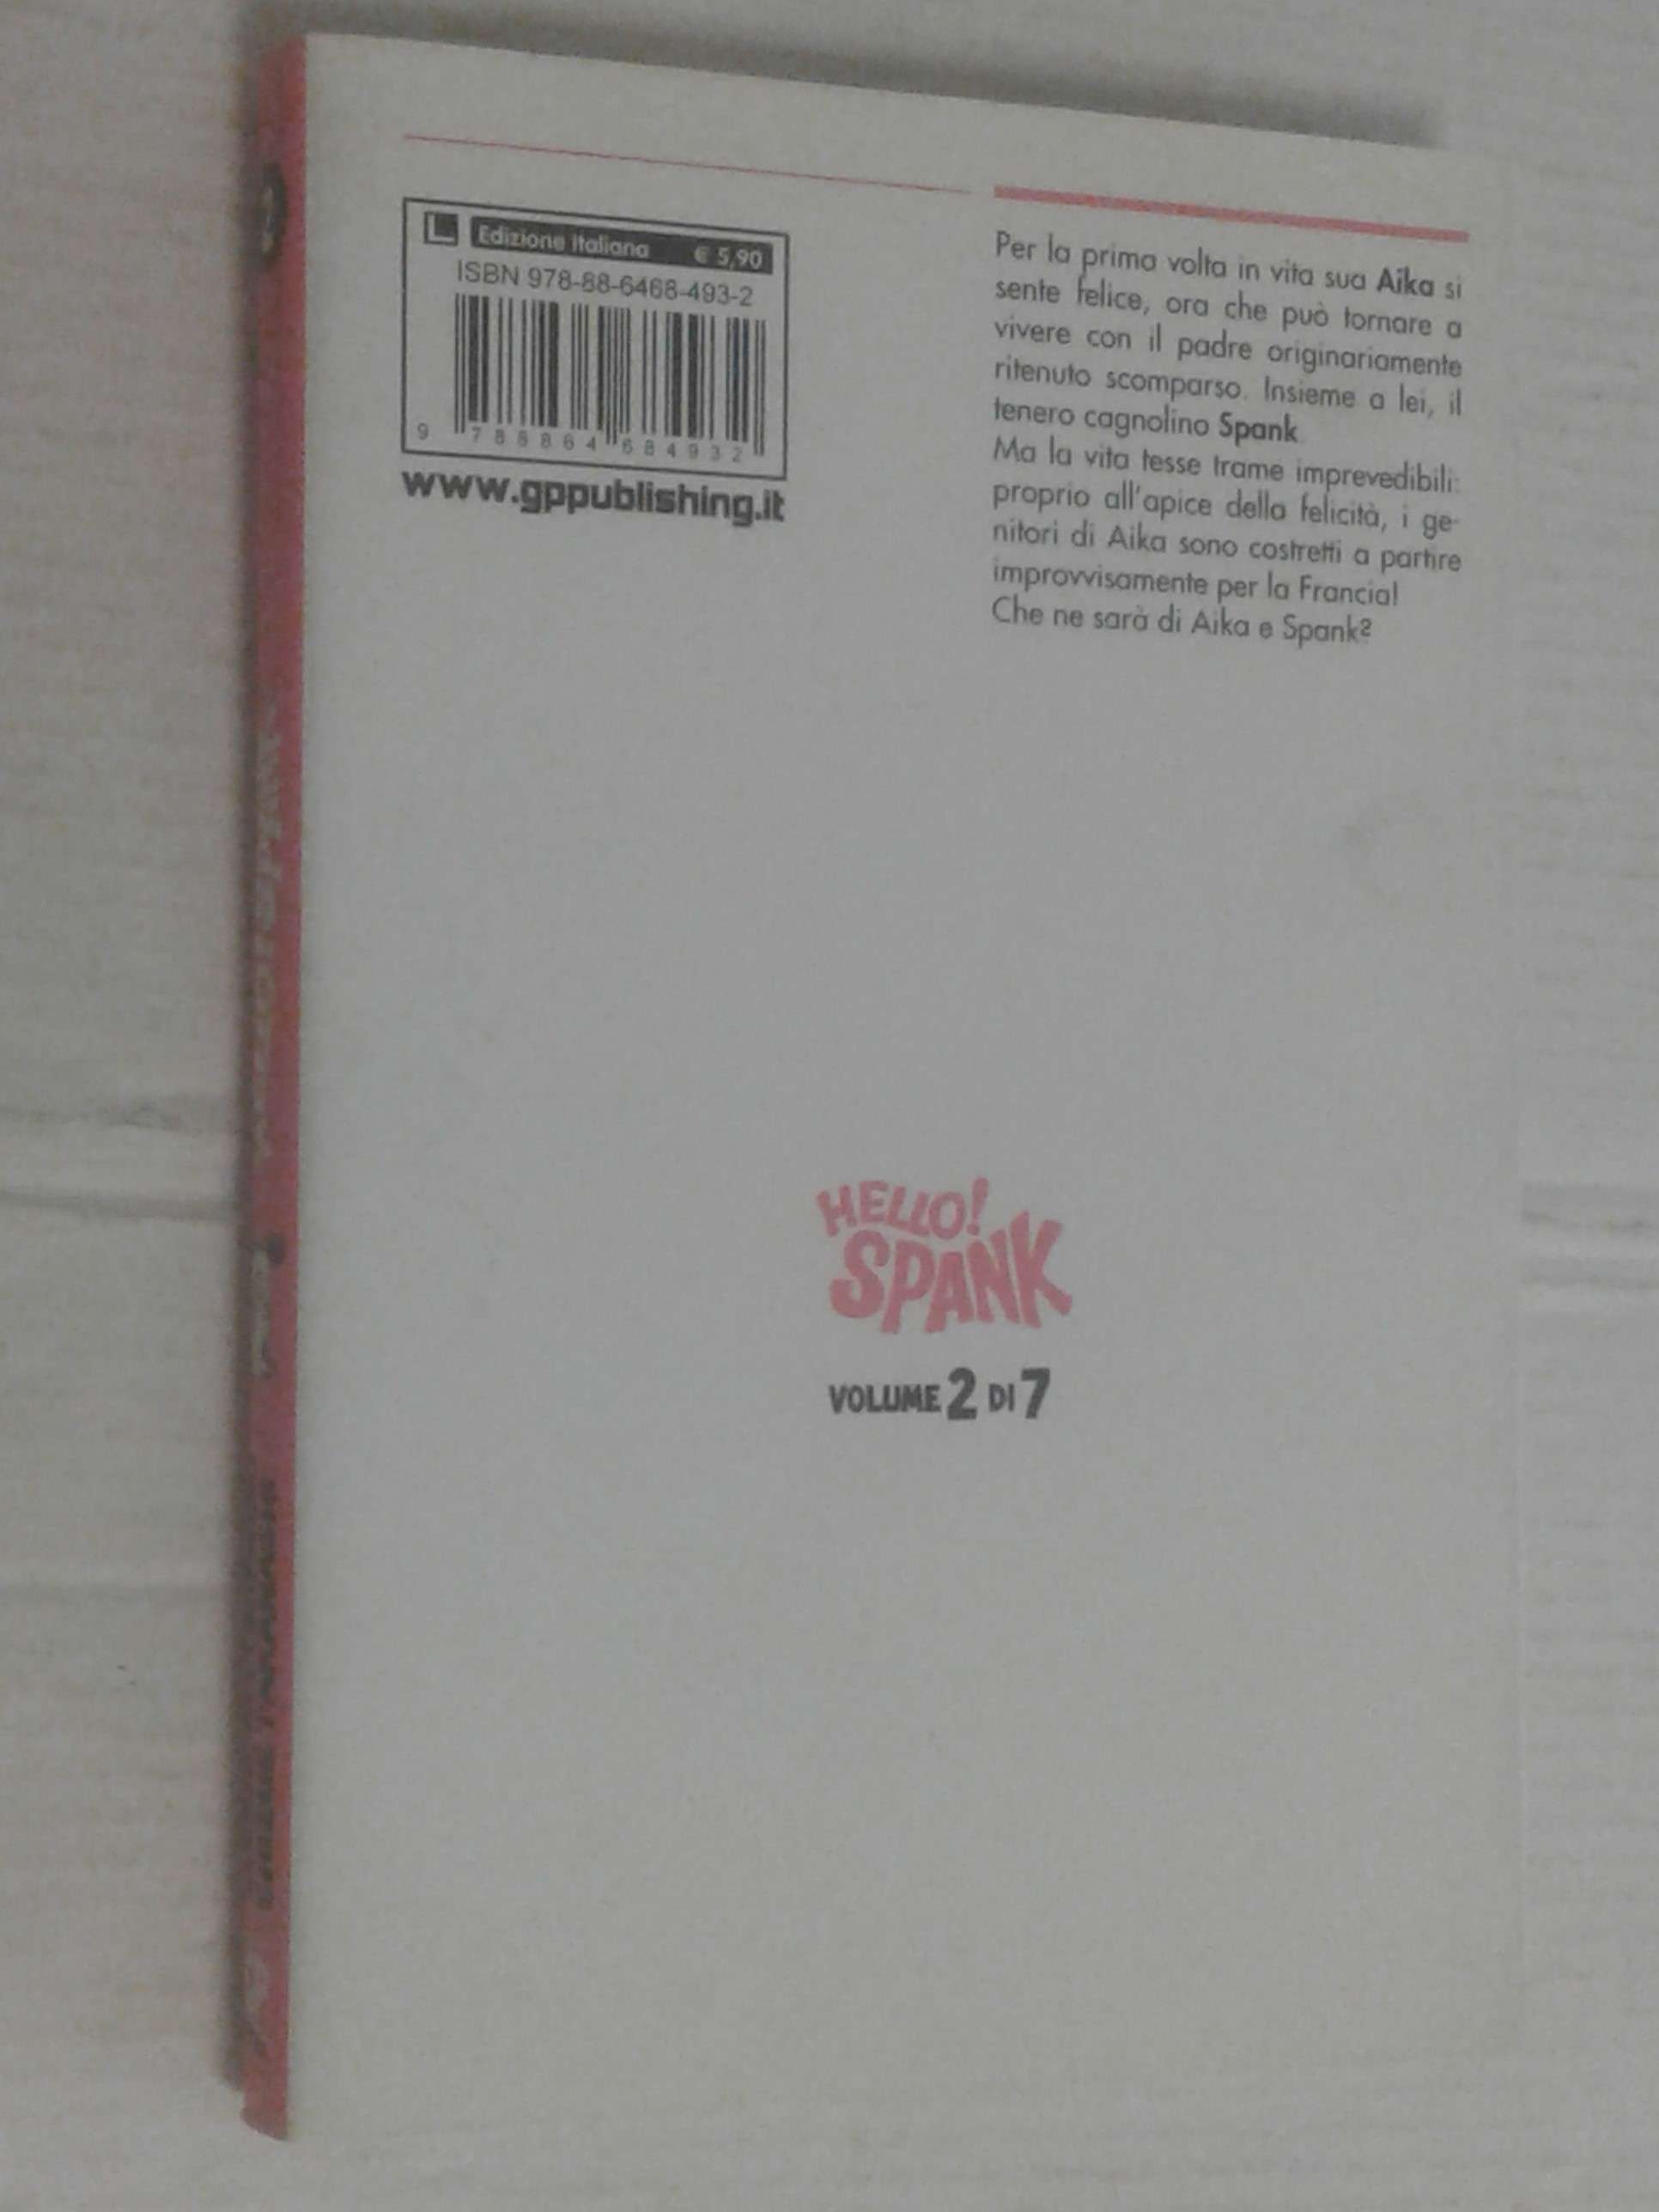 Edizione italiana € 5,90
ISBN 978-88-6468-493-2
9 788864 684932
www.gppublishing.it
Per la prima volta in vita sua Aika si
sente felice, ora che può tornare a
vivere con il padre originariamente
ritenuto scomparso. Insieme a lei, il
tenero cagnolino Spank.
Ma la vita tesse trame imprevedibili:
proprio all'apice della felicità, i ge-
nitori di Aika sono costretti a partire
improvvisamente per la Francia!
Che ne sarà di Aika e Spank?
HELLO!
SPANK
VOLUME 2 DI 7